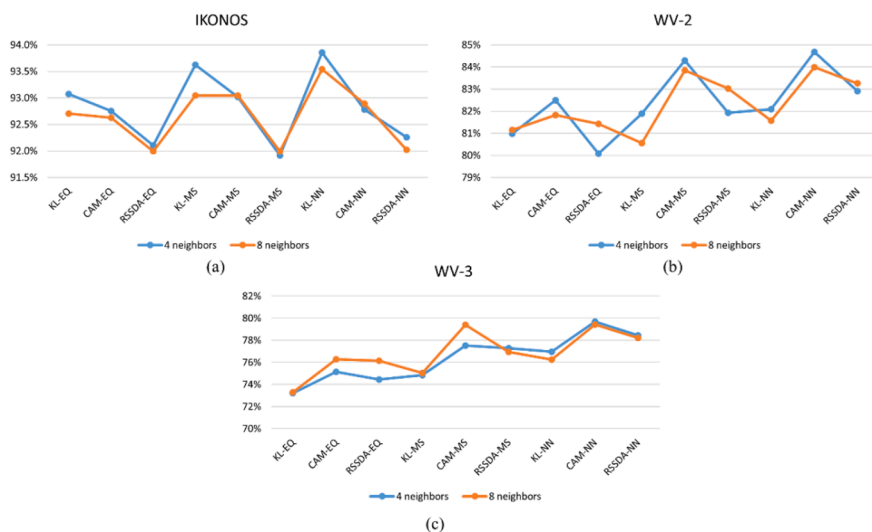 IKONOS
94.0%
93.5%
93.0%
92.5%
92.0%
91.5%
KL-EQ
CAM-EQ
RSSDA-EQ
KL-MS
CAM-MS
RSSDA-MS
KL-NN
CAM-NN
RSSDA-NN
4 neighbors 8 neighbors
(a)
WV-2
85%
84%
83%
82%
81%
80%
79%
KL-EQ
CAM-EQ
RSSDA-EQ
KL-MS
CAM-MS
RSSDA-MS
KL-NN
CAM-NN
RSSDA-NN
4 neighbors 8 neighbors
(b)
WV-3
82%
80%
78%
76%
74%
72%
70%
KL-EQ
CAM-EQ
RSSDA-EQ
KL-MS
CAM-MS
RSSDA-MS
KL-NN
CAM-NN
RSSDA-NN
4 neighbors 8 neighbors
(c)